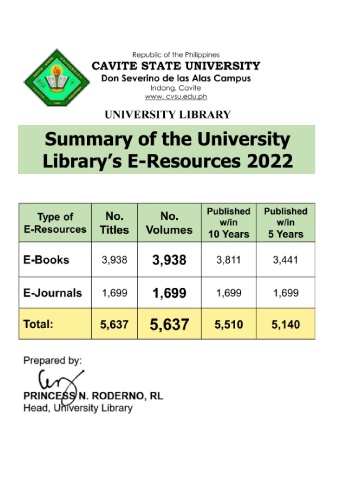 Republic of the Philippines
CAVITE STATE UNIVERSITY
Don Severino de las Alas Campus
Indang, Cavite
www.cvsu.edu.ph
UNIVERSITY LIBRARY
Summary of the University
Library's E-Resources 2022
Type of E-Resources No. Titles No. Volumes Published w/in 10 Years Published w/in 5 Years
E-Books 3,938 3,938 3,811 3,441
E-Journals 1,699 1,699 1,699 1,699
Total: 5,637 5,637 5,510 5,140
Prepared by:
PRINCESS N. RODERNO, RL
Head, University Library